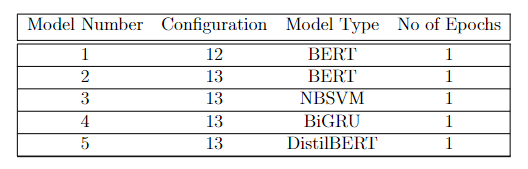 Model Number Configuration Model Type No of Epochs
1 12 BERT 1
2 13 BERT 1
3 13 NBSVM 1
4 13 BiGRU 1
5 13 DistilBERT 1